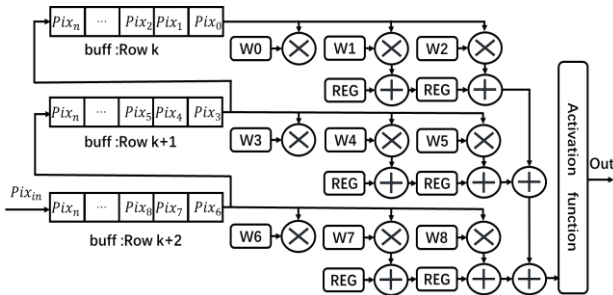 Pix_n ... Pix_2 Pix_1 Pix_0
buff :Row k
W0 W1 W2
REG REG
Pix_n ... Pix_5 Pix_4 Pix_3
buff :Row k+1
W3 W4 W5
REG REG
Pix_in
Pix_n ... Pix_8 Pix_7 Pix_6
buff :Row k+2
W6 W7 W8
REG REG
Activation function
Out